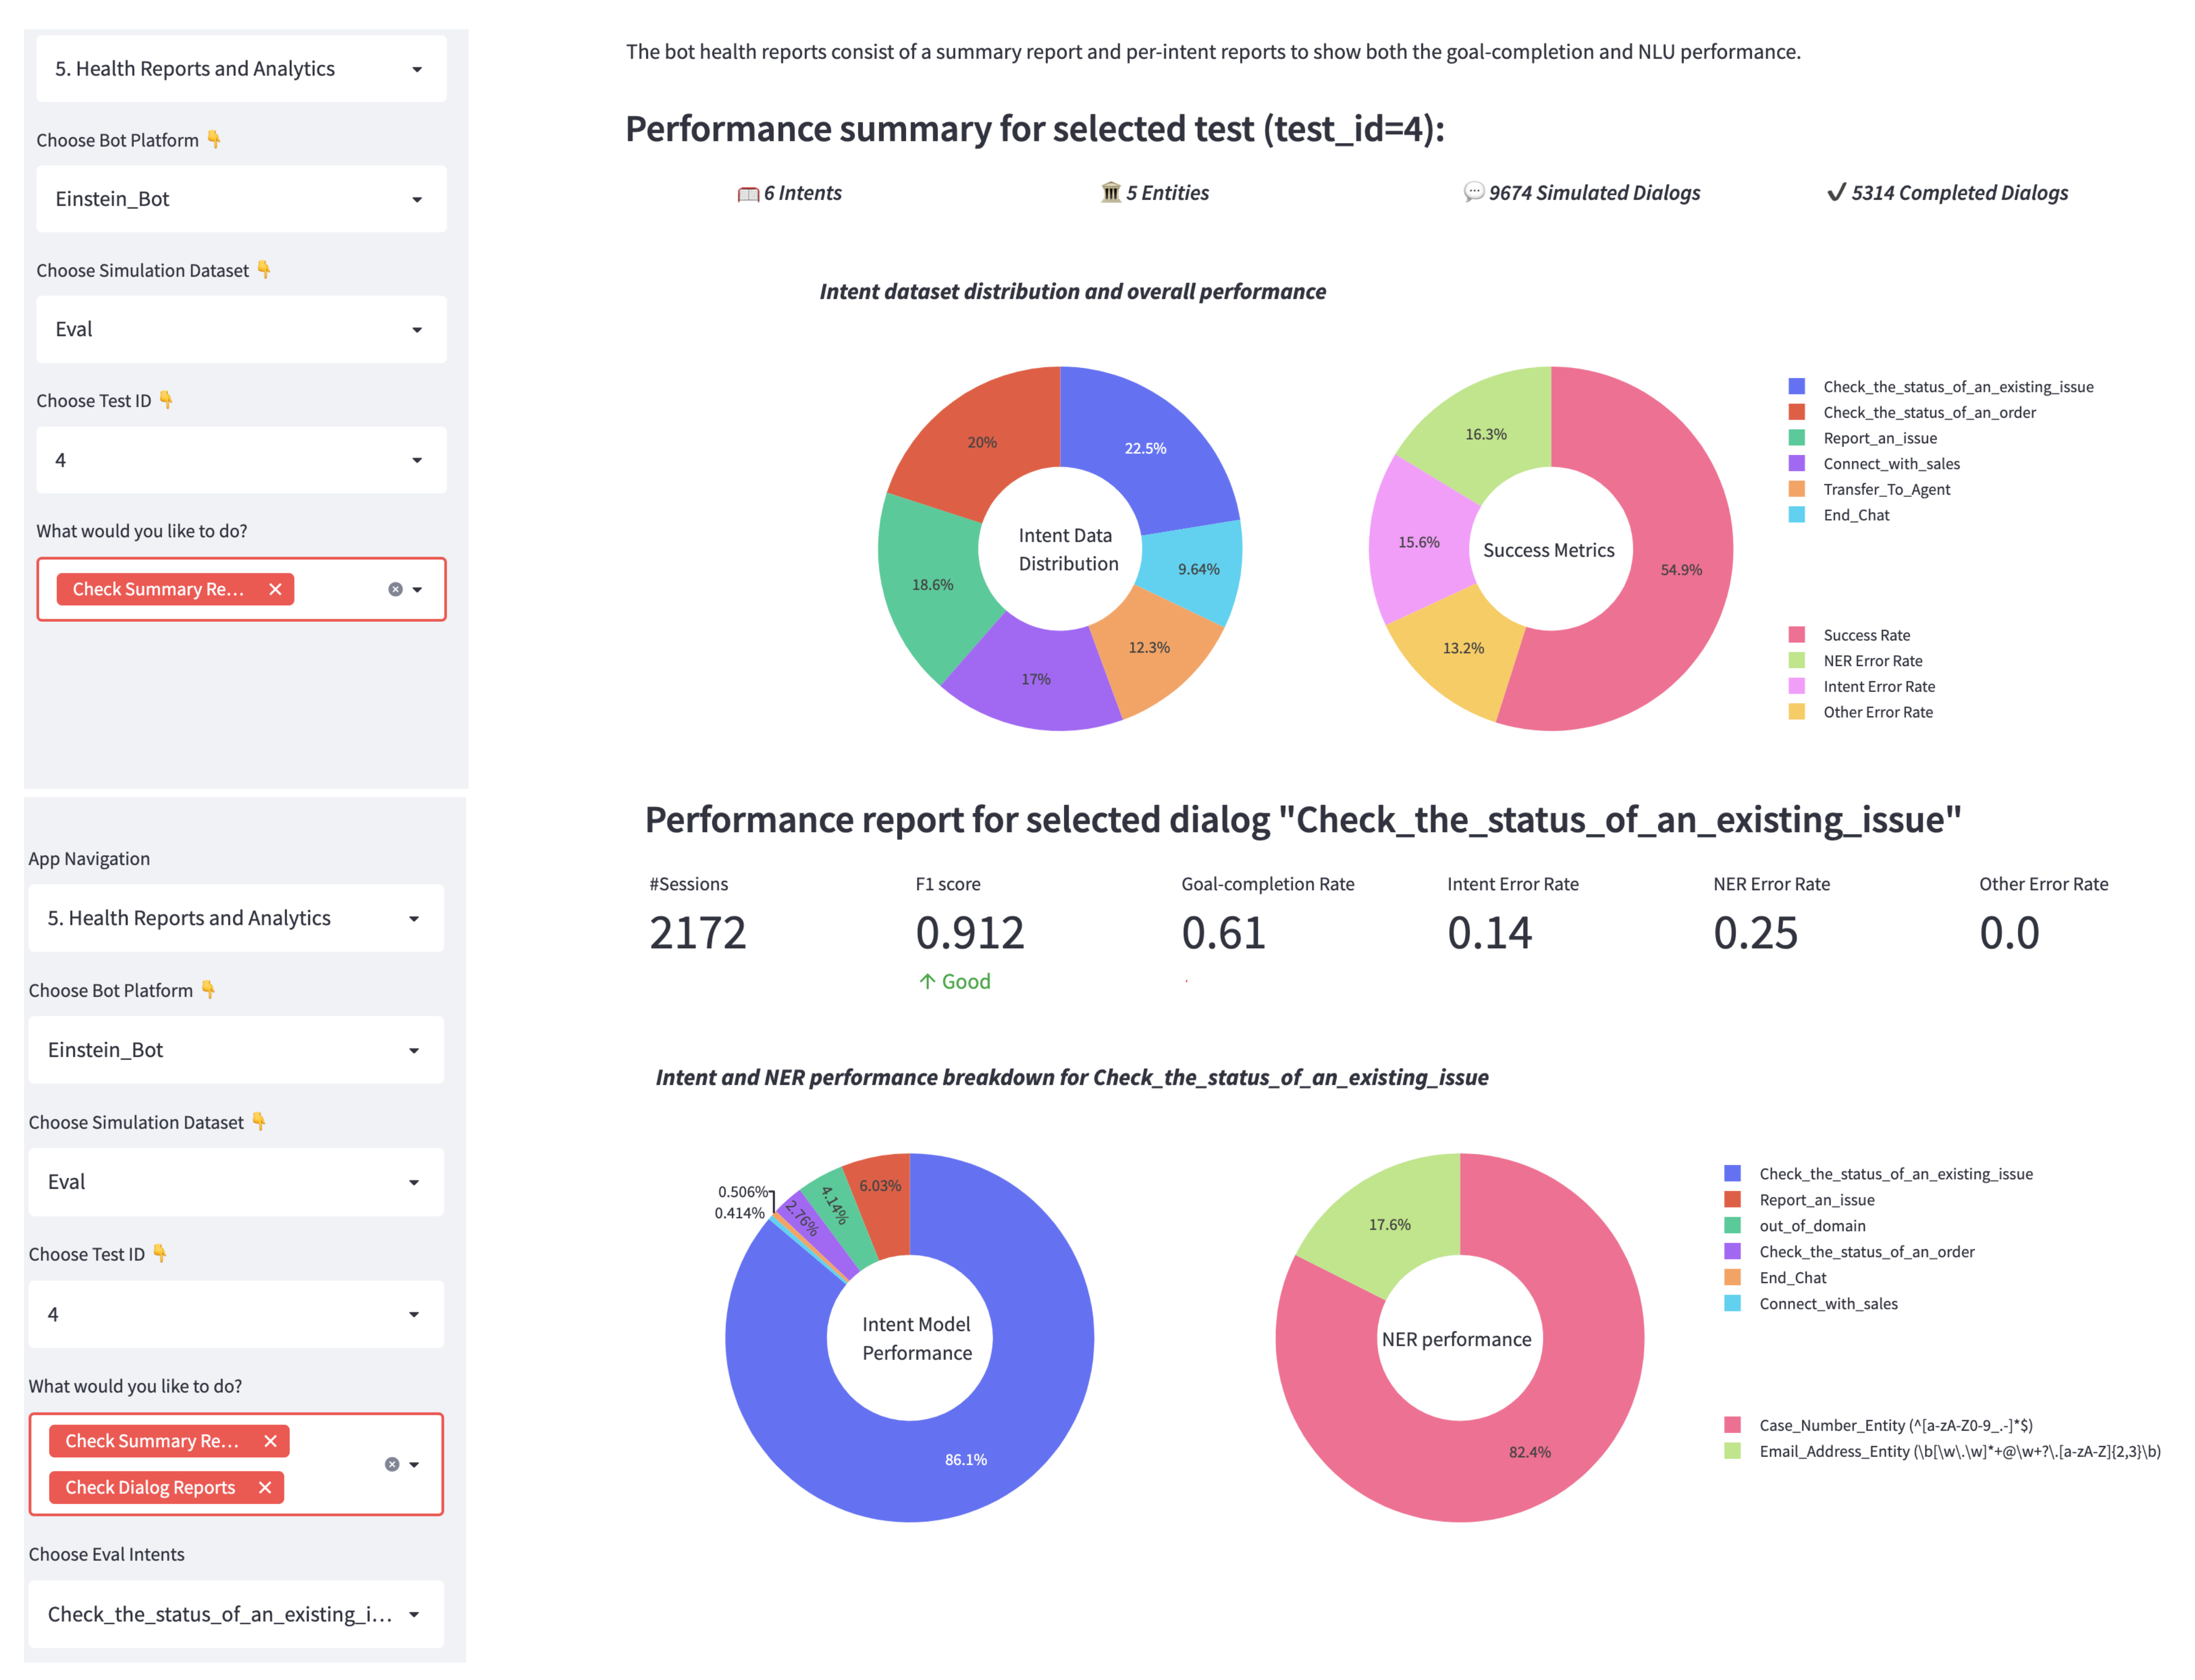 5. Health Reports and Analytics
Choose Bot Platform 👇
Einstein_Bot
Choose Simulation Dataset 👇
Eval
Choose Test ID 👇
4
What would you like to do?
Check Summary Re...
The bot health reports consist of a summary report and per-intent reports to show both the goal-completion and NLU performance.
Performance summary for selected test (test_id=4):
6 Intents
5 Entities
9674 Simulated Dialogs
5314 Completed Dialogs
Intent dataset distribution and overall performance
20%
22.5%
18.6%
9.64%
17%
12.3%
Intent Data
Distribution
16.3%
15.6%
13.2%
54.9%
Success Metrics
Check_the_status_of_an_existing_issue
Check_the_status_of_an_order
Report_an_issue
Connect_with_sales
Transfer_To_Agent
End_Chat
Success Rate
NER Error Rate
Intent Error Rate
Other Error Rate
App Navigation
5. Health Reports and Analytics
Choose Bot Platform 👇
Einstein_Bot
Choose Simulation Dataset 👇
Eval
Choose Test ID 👇
4
What would you like to do?
Check Summary Re...
Check Dialog Reports
Choose Eval Intents
Check_the_status_of_an_existing_i...
Performance report for selected dialog "Check_the_status_of_an_existing_issue"
#Sessions
2172
F1 score
0.912
↑ Good
Goal-completion Rate
0.61
Intent Error Rate
0.14
NER Error Rate
0.25
Other Error Rate
0.0
Intent and NER performance breakdown for Check_the_status_of_an_existing_issue
0.506%
0.414%
2.76%
4.14%
6.03%
86.1%
Intent Model
Performance
17.6%
82.4%
NER performance
Check_the_status_of_an_existing_issue
Report_an_issue
out_of_domain
Check_the_status_of_an_order
End_Chat
Connect_with_sales
Case_Number_Entity (^[a-zA-Z0-9_.-]*$)
Email_Address_Entity (\b[\w\.\w]*+@\w+?\.[a-zA-Z]{2,3}\b)